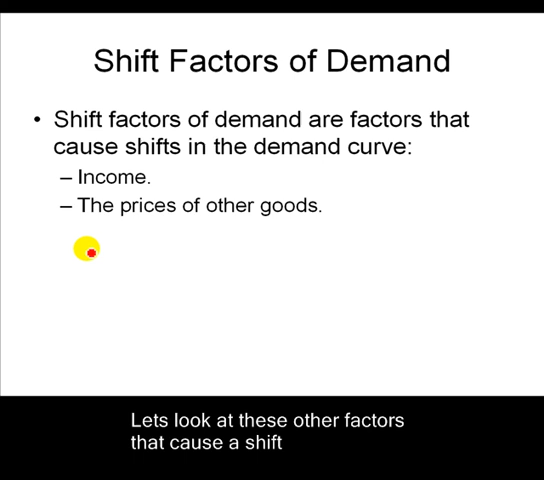 Shift Factors of Demand
• Shift factors of demand are factors that
cause shifts in the demand curve:
– Income.
– The prices of other goods.
Lets look at these other factors
that cause a shift